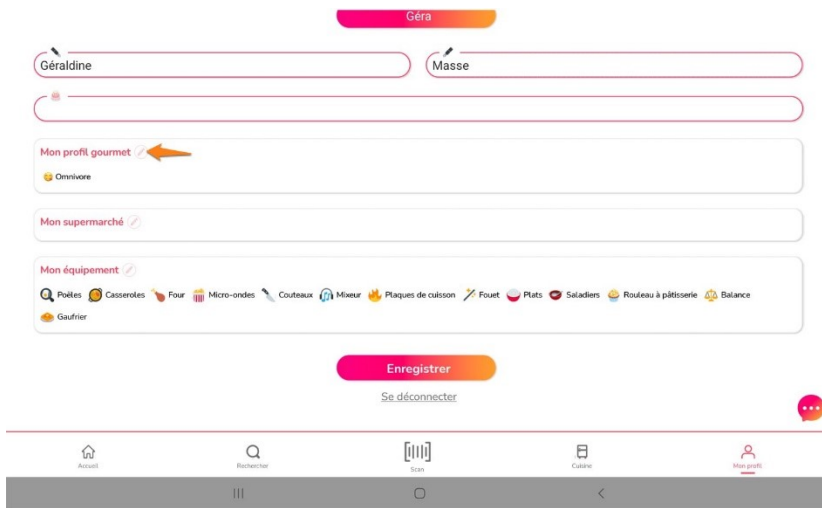 Géra
Géraldine
Masse
Mon profil gourmet
Omnivore
Mon supermarché
Mon équipement
Poêles Casseroles Four Micro-ondes Couteaux Mixeur Plaques de cuisson Fouet Plats Saladiers Rouleau à pâtisserie Balance
Gaufrier
Enregistrer
Se déconnecter
Accueil Rechercher Scan Cuisine Mon profil